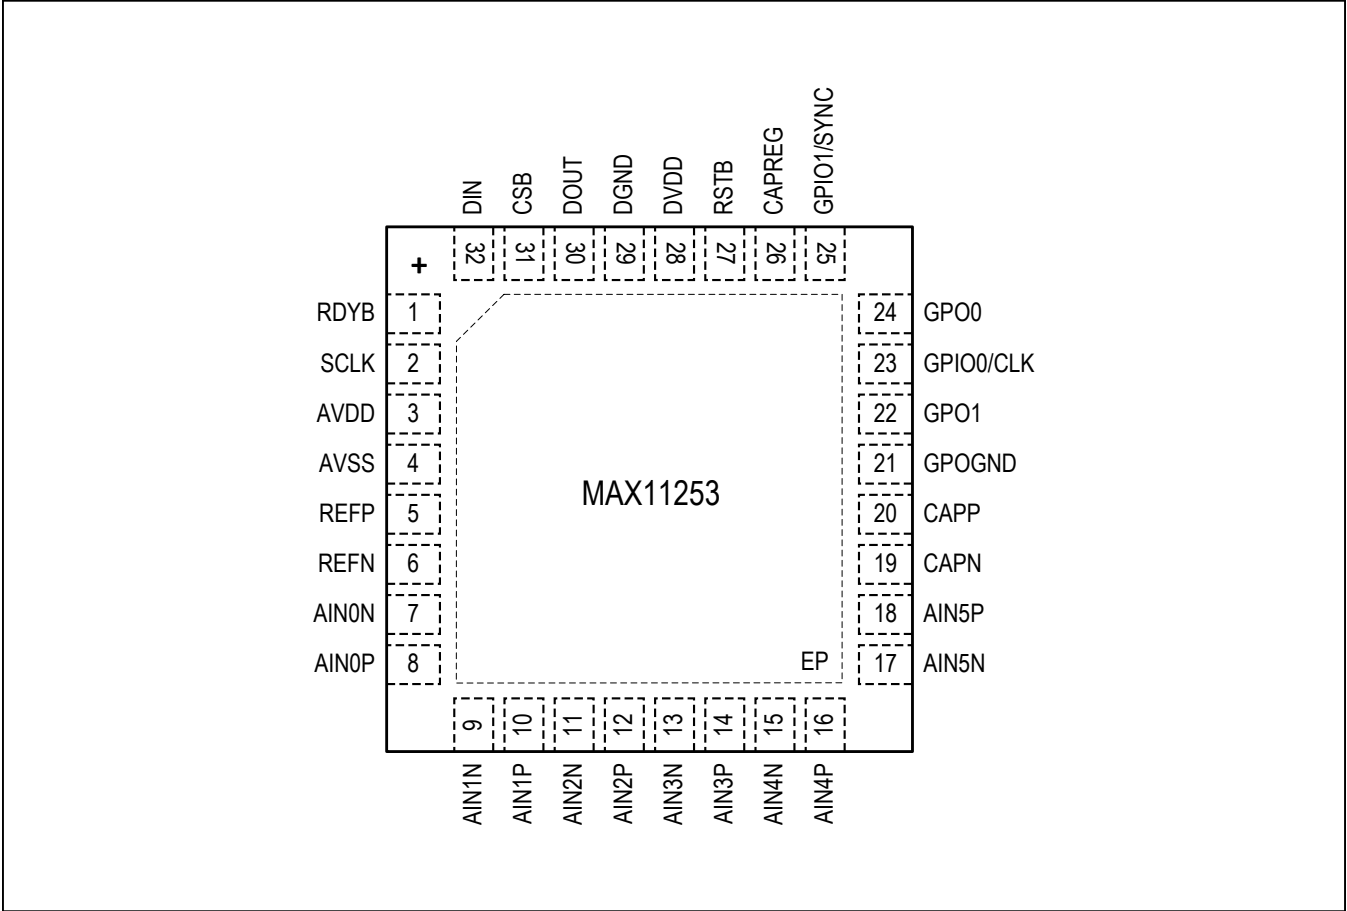 DIN
CSB
DOUT
DGND
DVDD
RSTB
CAPREG
GPIO1/SYNC
32
31
30
29
28
27
26
25
+
RDYB 1
SCLK 2
AVDD 3
AVSS 4
REFP 5
REFN 6
AIN0N 7
AIN0P 8
MAX11253
EP
24 GPO0
23 GPIO0/CLK
22 GPO1
21 GPOGND
20 CAPP
19 CAPN
18 AIN5P
17 AIN5N
9
10
11
12
13
14
15
16
AIN1N
AIN1P
AIN2N
AIN2P
AIN3N
AIN3P
AIN4N
AIN4P